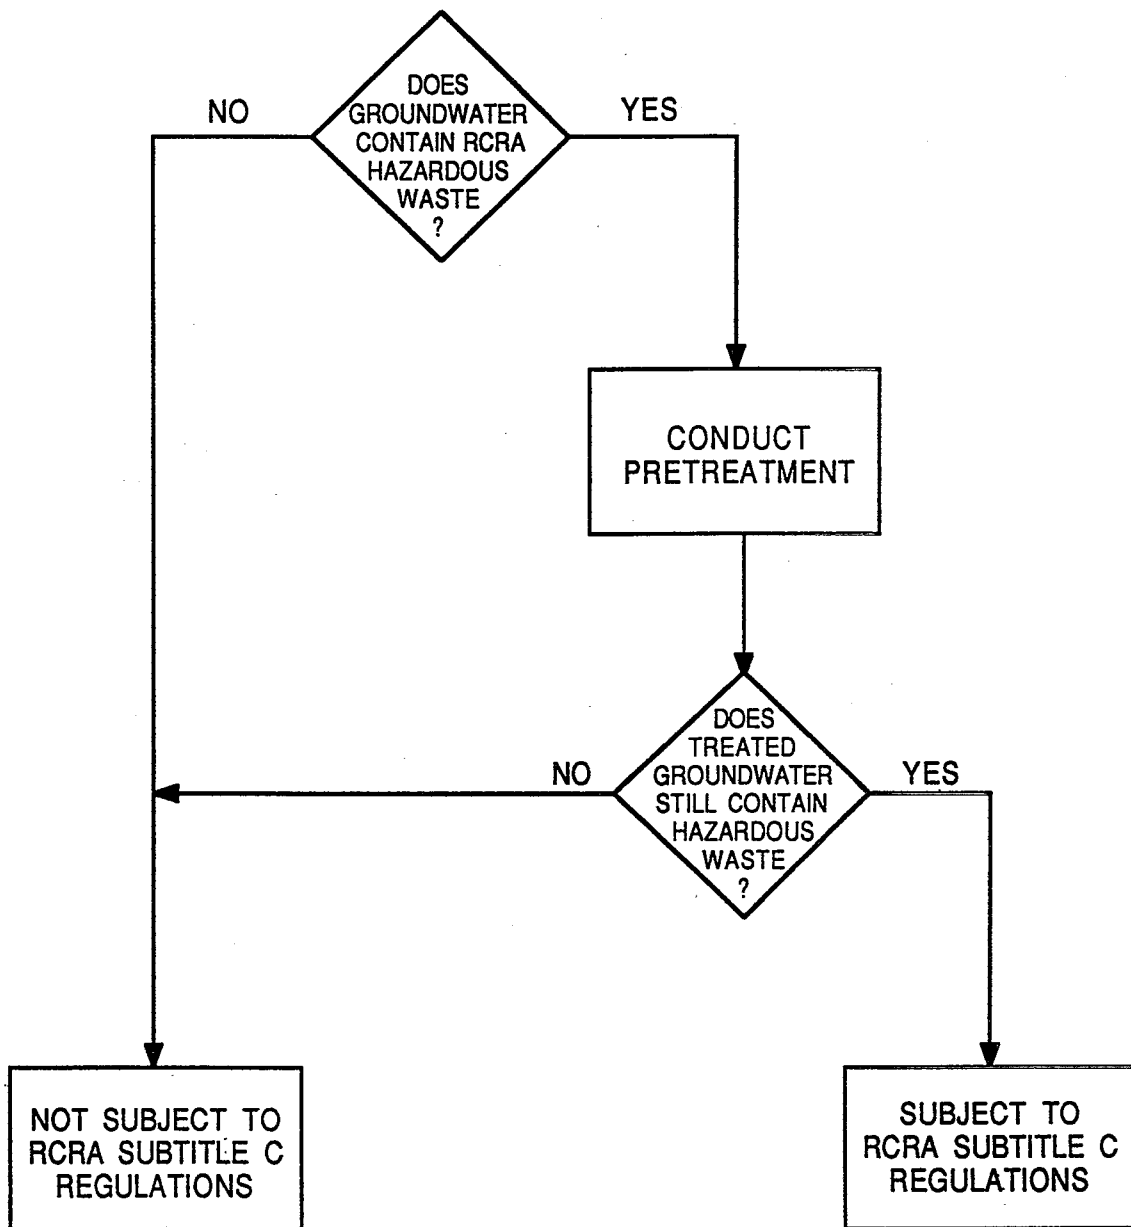 DOES
GROUNDWATER
CONTAIN RCRA
HAZARDOUS
WASTE
?
NO
YES
CONDUCT
PRETREATMENT
DOES
TREATED
GROUNDWATER
STILL CONTAIN
HAZARDOUS
WASTE
?
NO
YES
NOT SUBJECT TO
RCRA SUBTITLE C
REGULATIONS
SUBJECT TO
RCRA SUBTITLE C
REGULATIONS